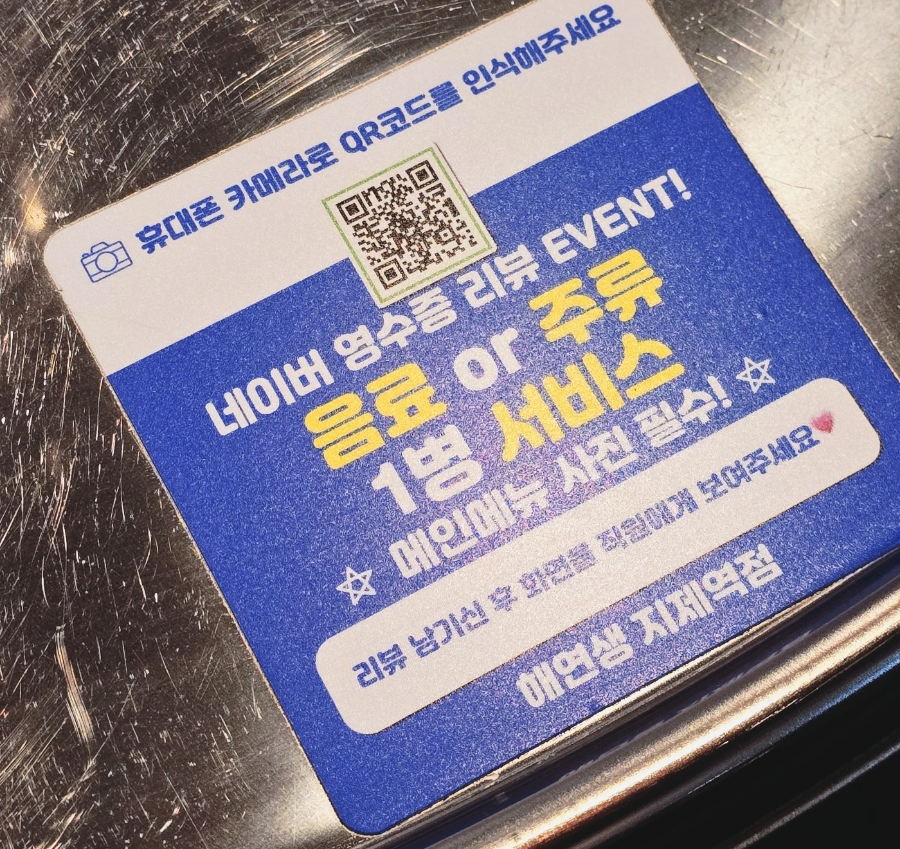 휴대폰 카메라로 QR코드를 인식해주세요
네이버 영수증 리뷰 EVENT!
음료 or 주류
1병 서비스
메인메뉴 사진 필수!
리뷰 남기신 후 화면을 직원에게 보여주세요
해연생 지제역점